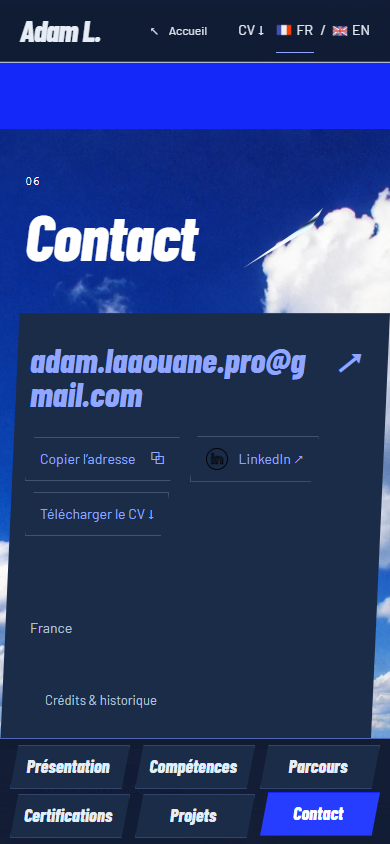 Adam L.
↖ Accueil
CV ↓
FR / EN
06
Contact
adam.laaouane.pro@g
mail.com
↗
Copier l'adresse
in LinkedIn ↗
Télécharger le CV ↓
France
Crédits & historique
Présentation
Compétences
Parcours
Certifications
Projets
Contact